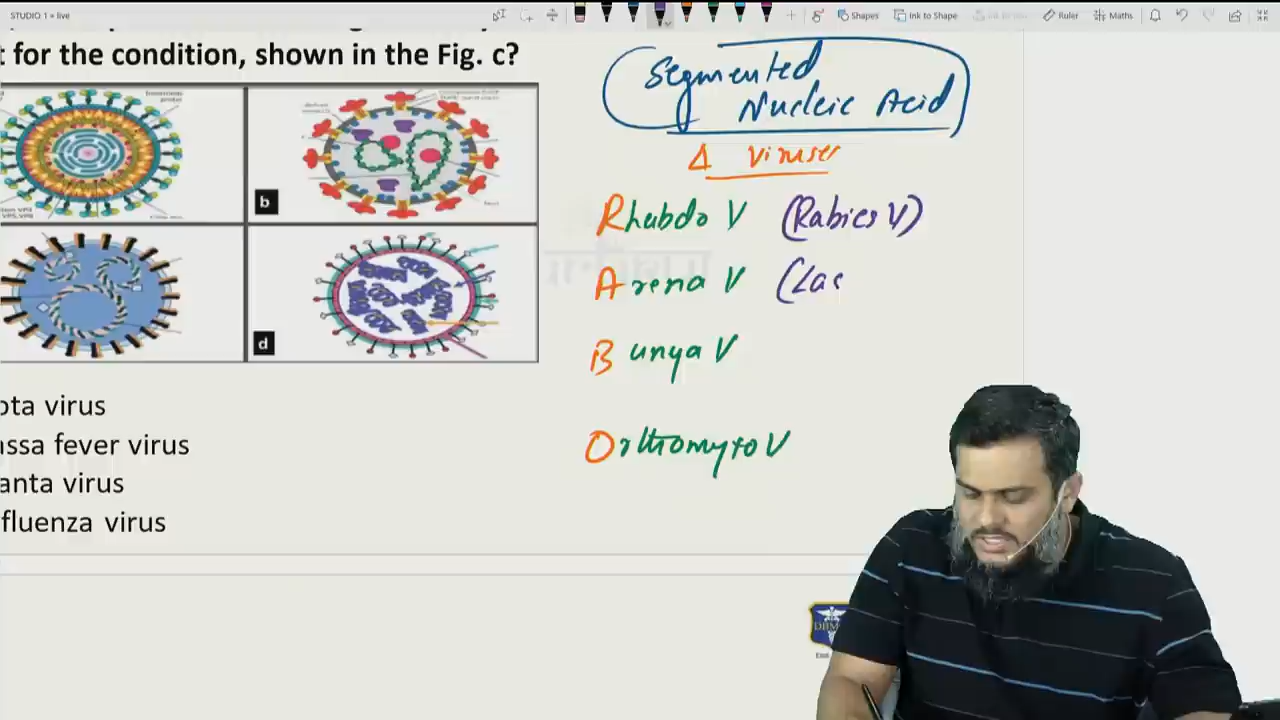 STUDIO 1 • live
Shapes
Ink to Shape
Ruler
Maths
t for the condition, shown in the Fig. c?
b
d
ota virus
assa fever virus
anta virus
fluenza virus
Segmented
Nucleic Acid
Δ Viruses
Rhabdo V (Rabies V)
Arena V (Las
Bunya V
Orthomyxo V